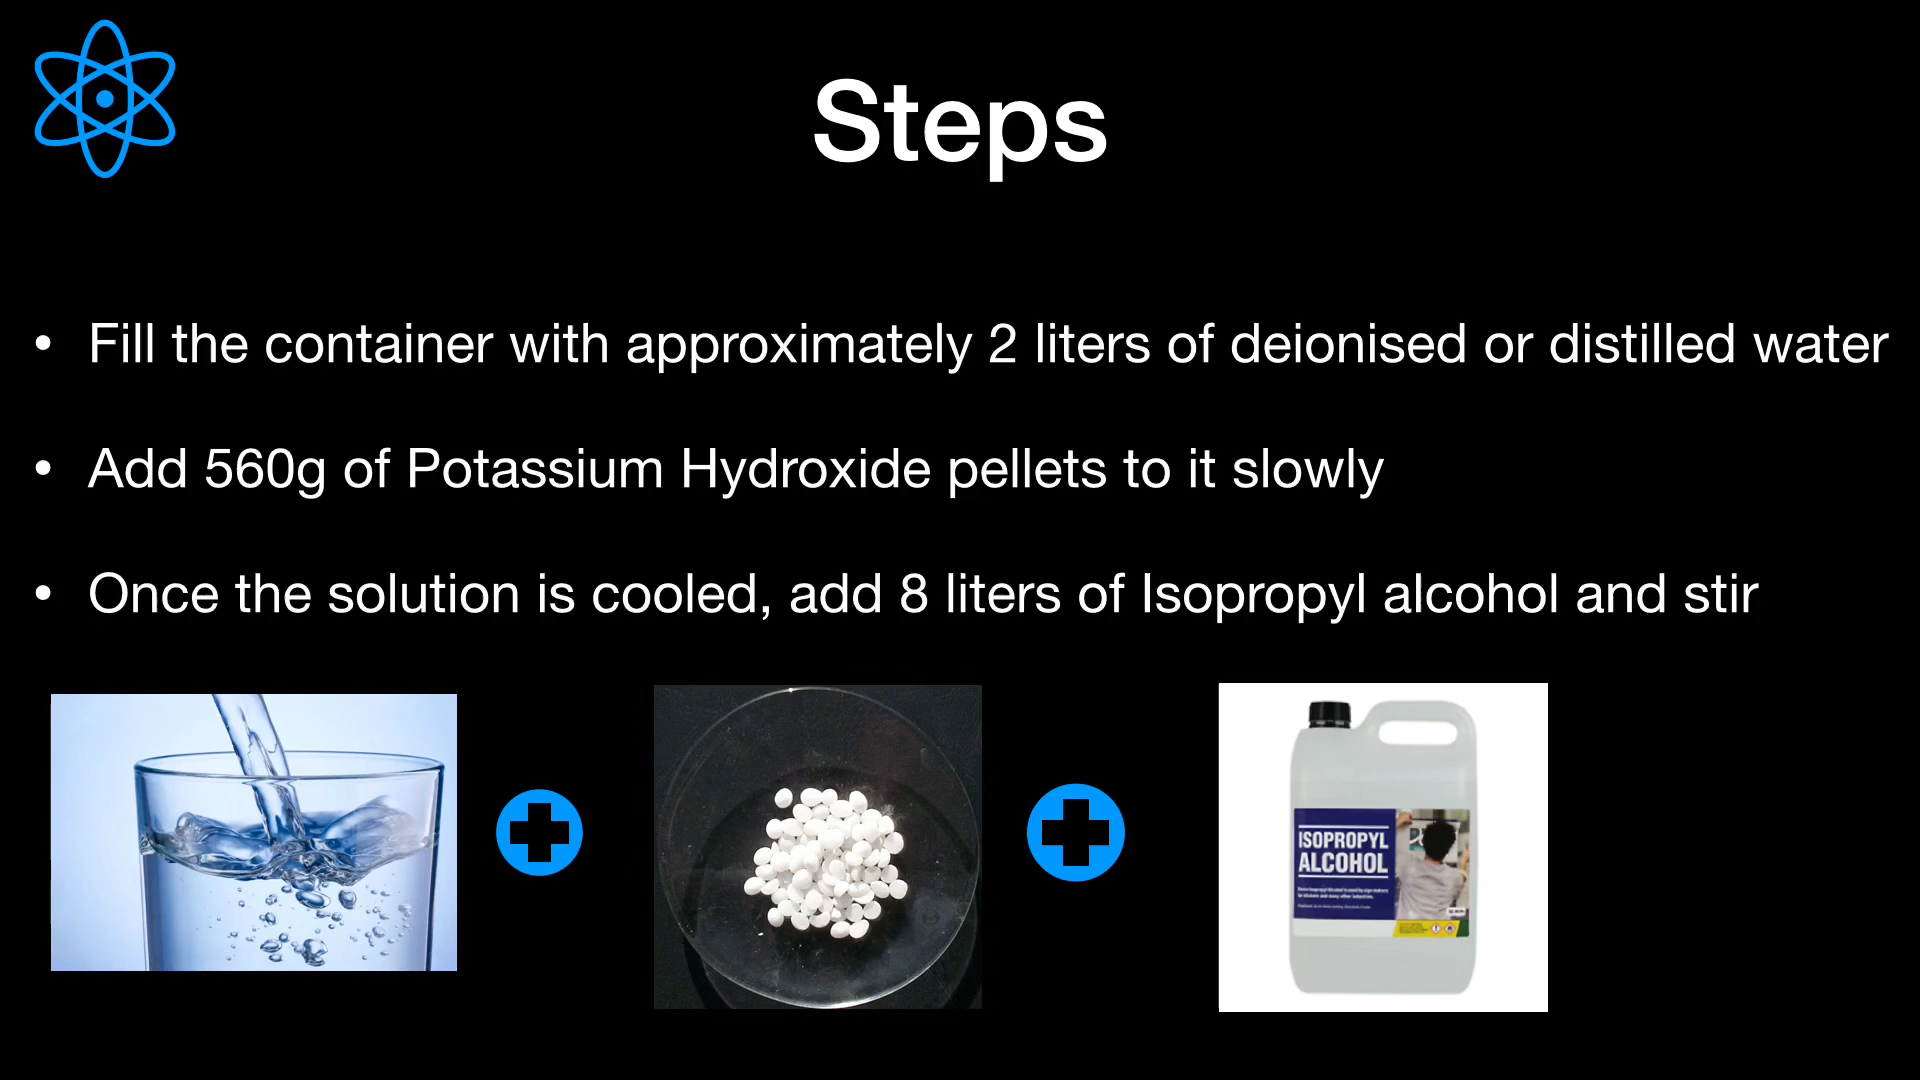 Steps
• Fill the container with approximately 2 liters of deionised or distilled water
• Add 560g of Potassium Hydroxide pellets to it slowly
• Once the solution is cooled, add 8 liters of Isopropyl alcohol and stir
ISOPROPYL
ALCOHOL